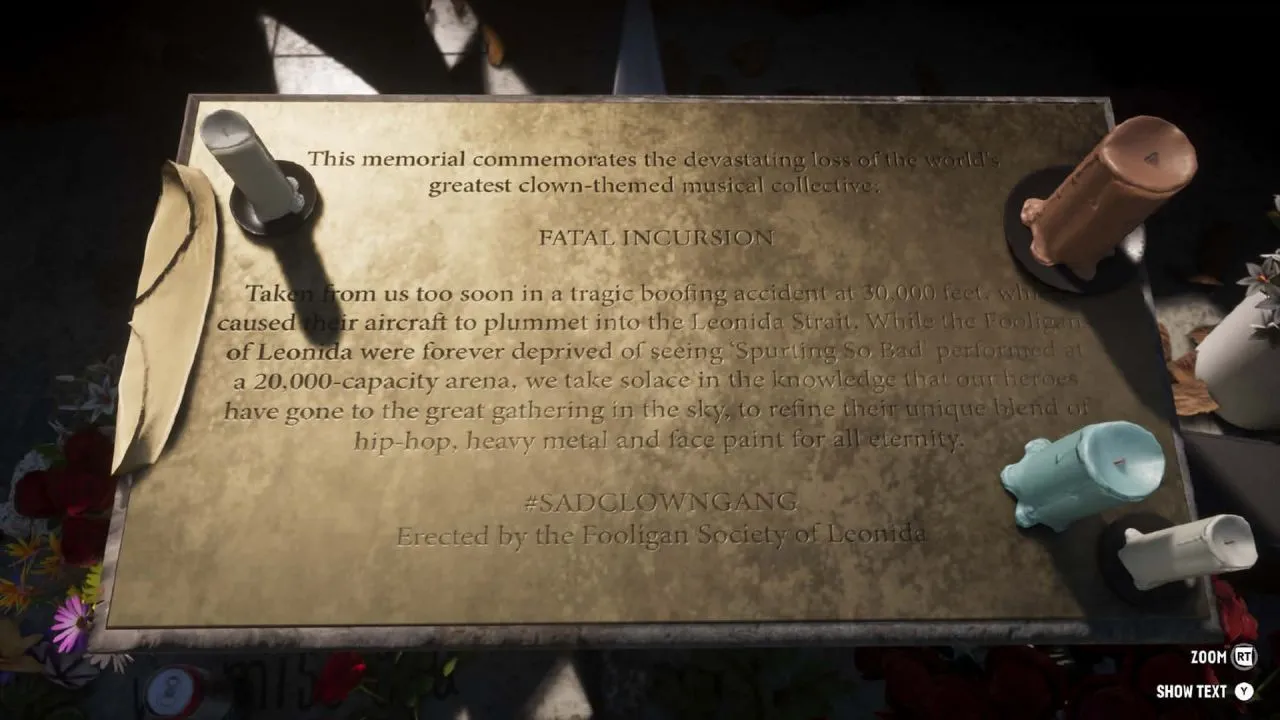 This memorial commemorates the devastating loss of the world's
greatest clown-themed musical collective.
FATAL INCURSION
Taken from us too soon in a tragic boofing accident at 30,000 feet,
caused their aircraft to plummet into the Leonida Strait. While the Fooligan
of Leonida were forever deprived of seeing 'Spurting So Bad' performed at
a 20,000-capacity arena, we take solace in the knowledge that our heroes
have gone to the great gathering in the sky, to refine their unique blend of
hip-hop, heavy metal and face paint for all eternity.
#SADCLOWNGANG
Erected by the Fooligan Society of Leonida
ZOOM RT
SHOW TEXT Y